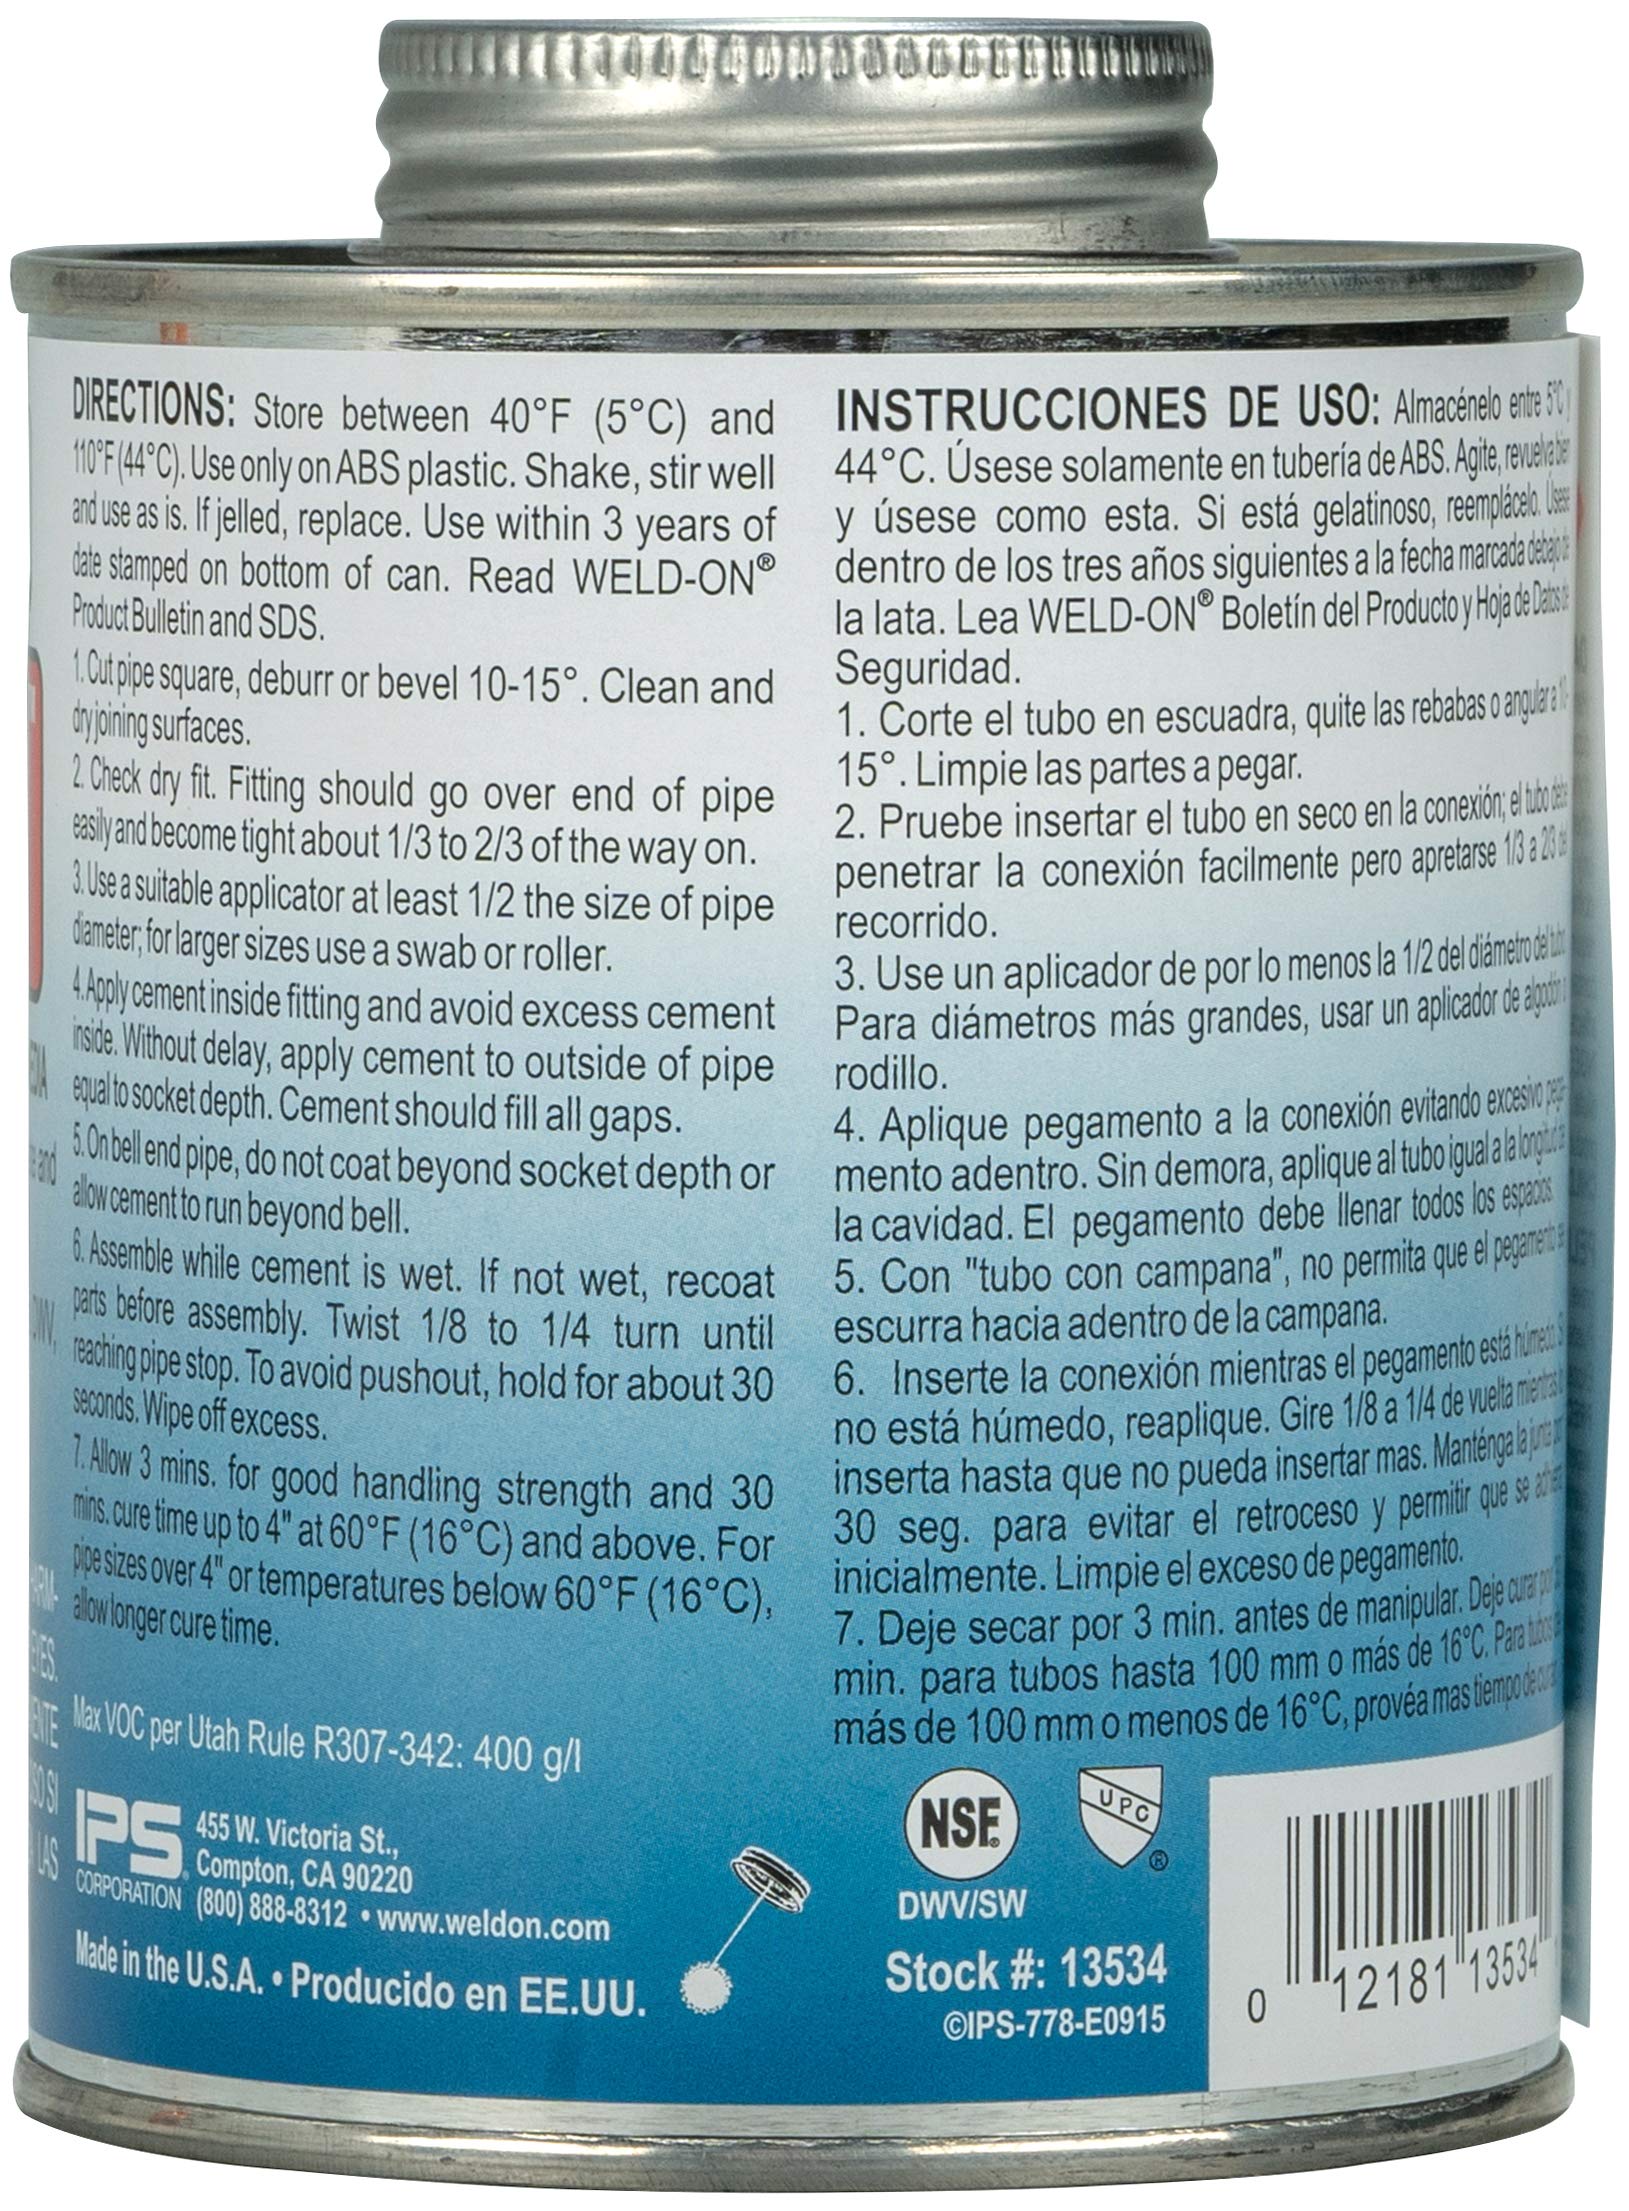 DIRECTIONS: Store between 40°F (5°C) and
110°F (44°C). Use only on ABS plastic. Shake, stir well
and use as is. If jelled, replace. Use within 3 years of
date stamped on bottom of can. Read WELD-ON®
Product Bulletin and SDS.
1. Cut pipe square, deburr or bevel 10-15°. Clean and
dry joining surfaces.
2. Check dry fit. Fitting should go over end of pipe
easily and become tight about 1/3 to 2/3 of the way on.
3. Use a suitable applicator at least 1/2 the size of pipe
diameter; for larger sizes use a swab or roller.
4. Apply cement inside fitting and avoid excess cement
inside. Without delay, apply cement to outside of pipe
equal to socket depth. Cement should fill all gaps.
5. On bell end pipe, do not coat beyond socket depth or
allow cement to run beyond bell.
6. Assemble while cement is wet. If not wet, recoat
parts before assembly. Twist 1/8 to 1/4 turn until
reaching pipe stop. To avoid pushout, hold for about 30
seconds. Wipe off excess.
7. Allow 3 mins. for good handling strength and 30
mins. cure time up to 4" at 60°F (16°C) and above. For
pipe sizes over 4" or temperatures below 60°F (16°C),
allow longer cure time.
Max VOC per Utah Rule R307-342: 400 g/l
IPS®
CORPORATION
455 W. Victoria St.,
Compton, CA 90220
(800) 888-8312 • www.weldon.com
Made in the U.S.A. • Producido en EE.UU.
INSTRUCCIONES DE USO: Almacénelo entre 5°C y
44°C. Úsese solamente en tubería de ABS. Agite, revuelva bien
y úsese como esta. Si está gelatinoso, reemplácelo. Úsese
dentro de los tres años siguientes a la fecha marcada debajo de
la lata. Lea WELD-ON® Boletín del Producto y Hoja de Datos de
Seguridad.
1. Corte el tubo en escuadra, quite las rebabas o angular a 10-
15°. Limpie las partes a pegar.
2. Pruebe insertar el tubo en seco en la conexión; el tubo debe
penetrar la conexión facilmente pero apretarse 1/3 a 2/3 del
recorrido.
3. Use un aplicador de por lo menos la 1/2 del diámetro del tubo.
Para diámetros más grandes, usar un aplicador de algodón o
rodillo.
4. Aplique pegamento a la conexión evitando excesivo pega-
mento adentro. Sin demora, aplique al tubo igual a la longitud de
la cavidad. El pegamento debe llenar todos los espacios.
5. Con "tubo con campana", no permita que el pegamento se
escurra hacia adentro de la campana.
6. Inserte la conexión mientras el pegamento está húmedo. Si
no está húmedo, reaplique. Gire 1/8 a 1/4 de vuelta mientras lo
inserta hasta que no pueda insertar mas. Manténga la junta por
30 seg. para evitar el retroceso y permitir que se adhiera
inicialmente. Limpie el exceso de pegamento.
7. Deje secar por 3 min. antes de manipular. Deje curar por
min. para tubos hasta 100 mm o más de 16°C. Para tubos de
más de 100 mm o menos de 16°C, provéa mas tiempo de curar.
NSF®
DWV/SW
UPC
®
Stock #: 13534
©IPS-778-E0915
0 12181 13534